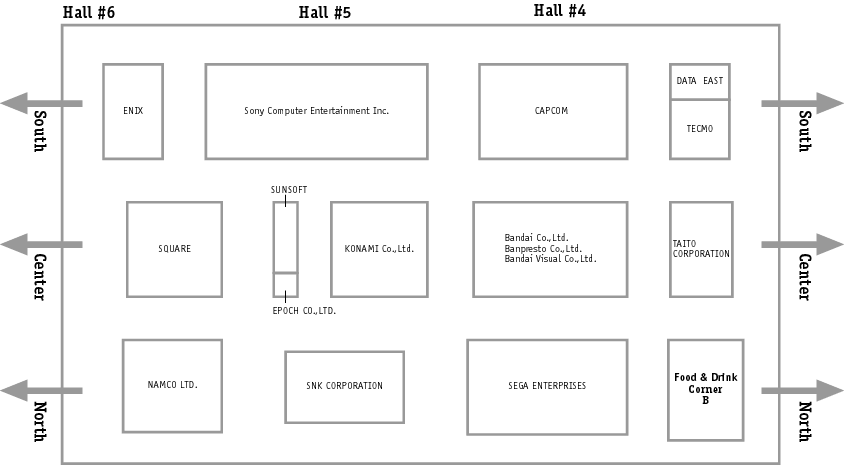 Hall #6
Hall #5
Hall #4
South
ENIX
Sony Computer Entertainment Inc.
CAPCOM
DATA EAST
TECMO
South
Center
SQUARE
SUNSOFT
EPOCH CO.,LTD.
KONAMI Co.,Ltd.
Bandai Co.,Ltd.
Banpresto Co.,Ltd.
Bandai Visual Co.,Ltd.
TAITO
CORPORATION
Center
North
NAMCO LTD.
SNK CORPORATION
SEGA ENTERPRISES
Food & Drink
Corner
B
North